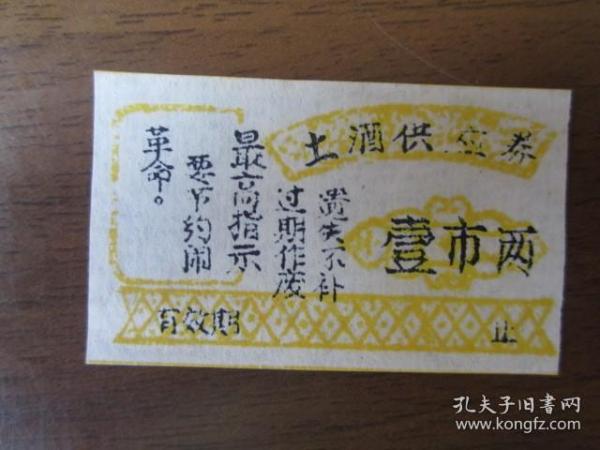 土酒供应券
壹市两
遗失不补
过期作废
最高指示
要节约闹
革命。
有效期 止
孔夫子旧书网
www.kongfz.com